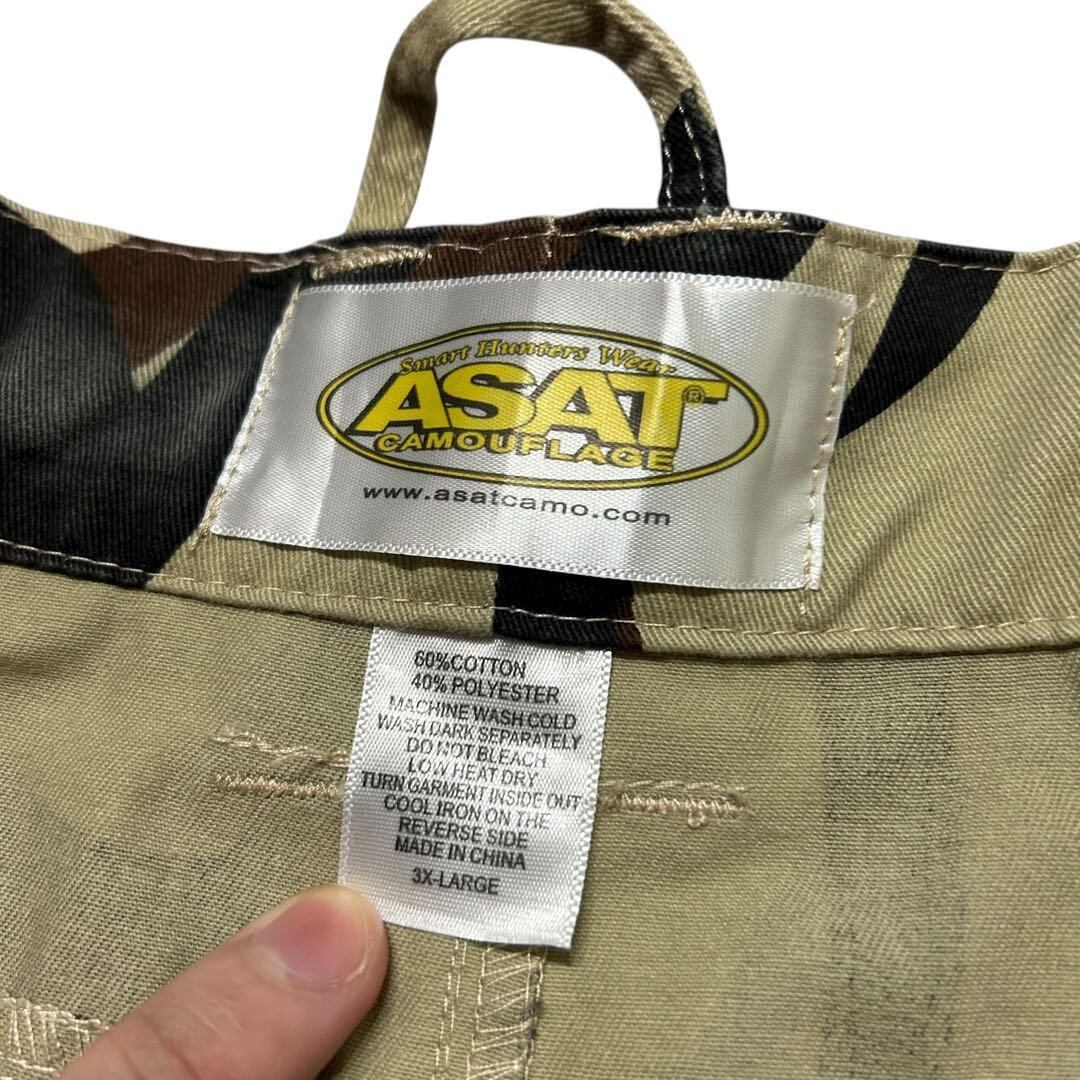 Smart Hunters Wear
ASAT®
CAMOUFLAGE
www.asatcamo.com
60%COTTON
40% POLYESTER
MACHINE WASH COLD
WASH DARK SEPARATELY
DO NOT BLEACH
LOW HEAT DRY
TURN GARMENT INSIDE OUT
COOL IRON ON THE
REVERSE SIDE
MADE IN CHINA
3X-LARGE